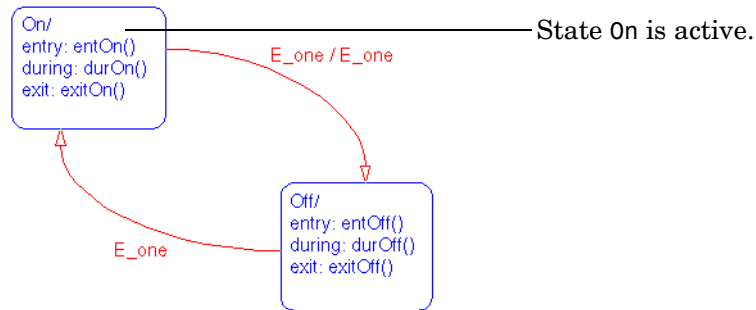 On/
entry: entOn()
during: durOn()
exit: exitOn()
State On is active.
E_one / E_one
Off/
entry: entOff()
during: durOff()
exit: exitOff()
E_one